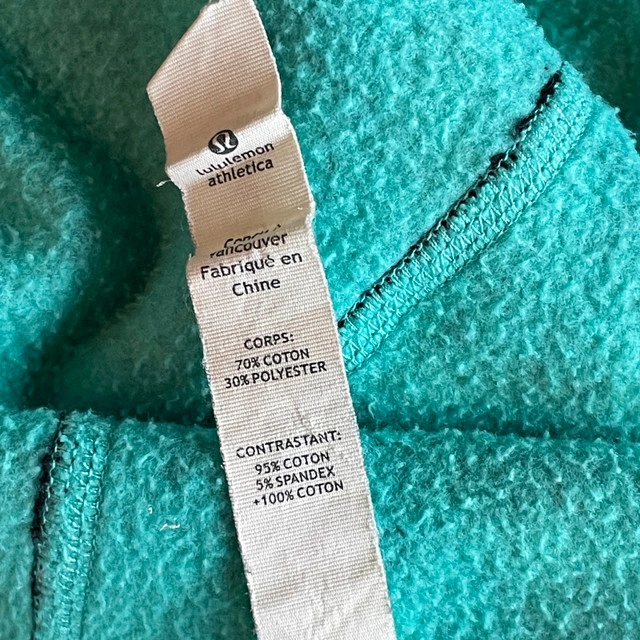 lululemon
athletica
Vancouver
Fabriqué en
Chine
CORPS:
70% COTON
30% POLYESTER
CONTRASTANT:
95% COTON
5% SPANDEX
+100% COTON